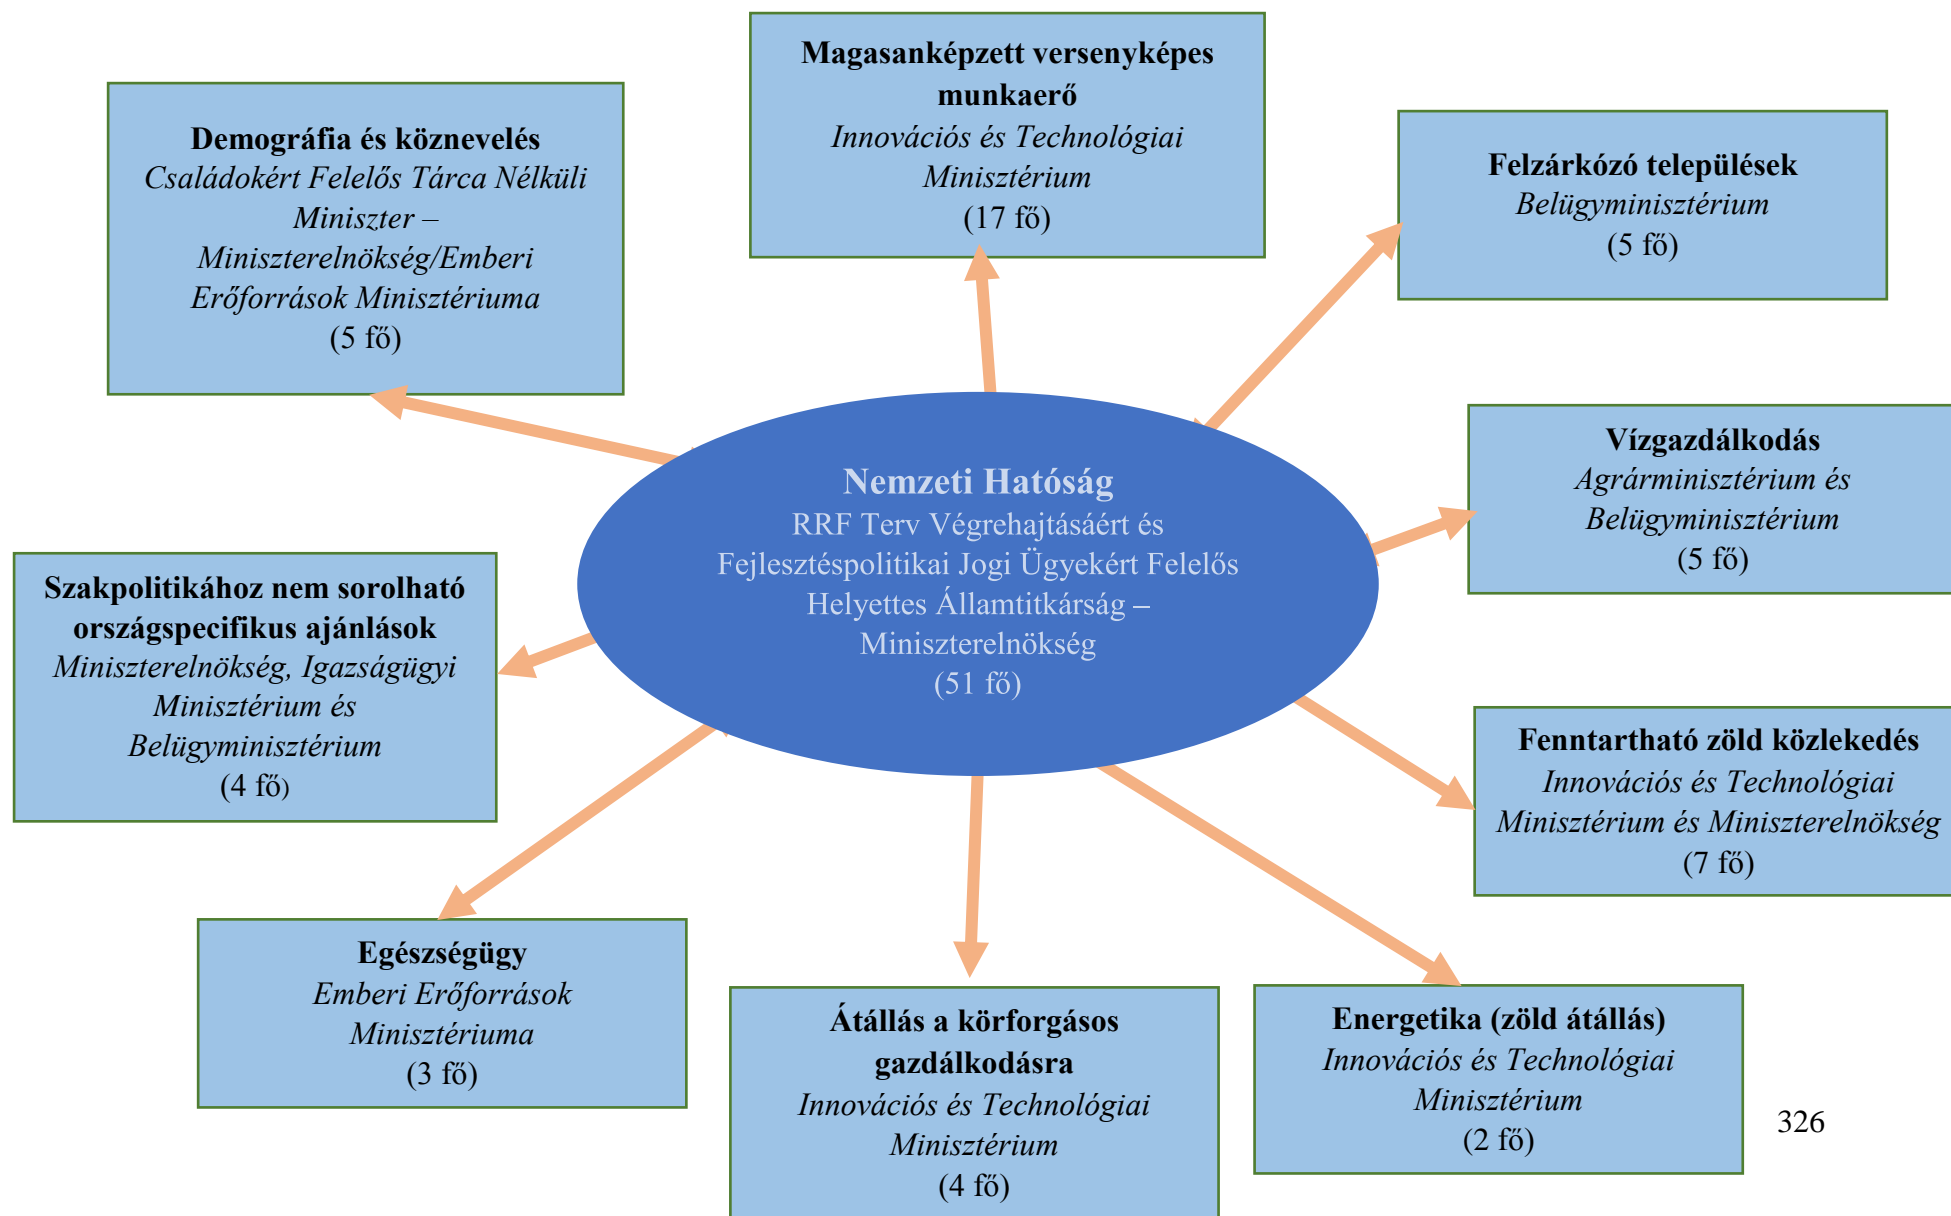 Magasanképzett versenyképes
munkaerő
Innovációs és Technológiai
Minisztérium
(17 fő)
Demográfia és köznevelés
Családokért Felelős Tárca Nélküli
Miniszter –
Miniszterelnökség/Emberi
Erőforrások Minisztériuma
(5 fő)
Felzárkózó települések
Belügyminisztérium
(5 fő)
Vízgazdálkodás
Agrárminisztérium és
Belügyminisztérium
(5 fő)
Nemzeti Hatóság
RRF Terv Végrehajtásáért és
Fejlesztéspolitikai Jogi Ügyekért Felelős
Helyettes Államtitkárság –
Miniszterelnökség
(51 fő)
Szakpolitikához nem sorolható
országspecifikus ajánlások
Miniszterelnökség, Igazságügyi
Minisztérium és
Belügyminisztérium
(4 fő)
Fenntartható zöld közlekedés
Innovációs és Technológiai
Minisztérium és Miniszterelnökség
(7 fő)
Egészségügy
Emberi Erőforrások
Minisztériuma
(3 fő)
Átállás a körforgásos
gazdálkodásra
Innovációs és Technológiai
Minisztérium
(4 fő)
Energetika (zöld átállás)
Innovációs és Technológiai
Minisztérium
(2 fő)
326